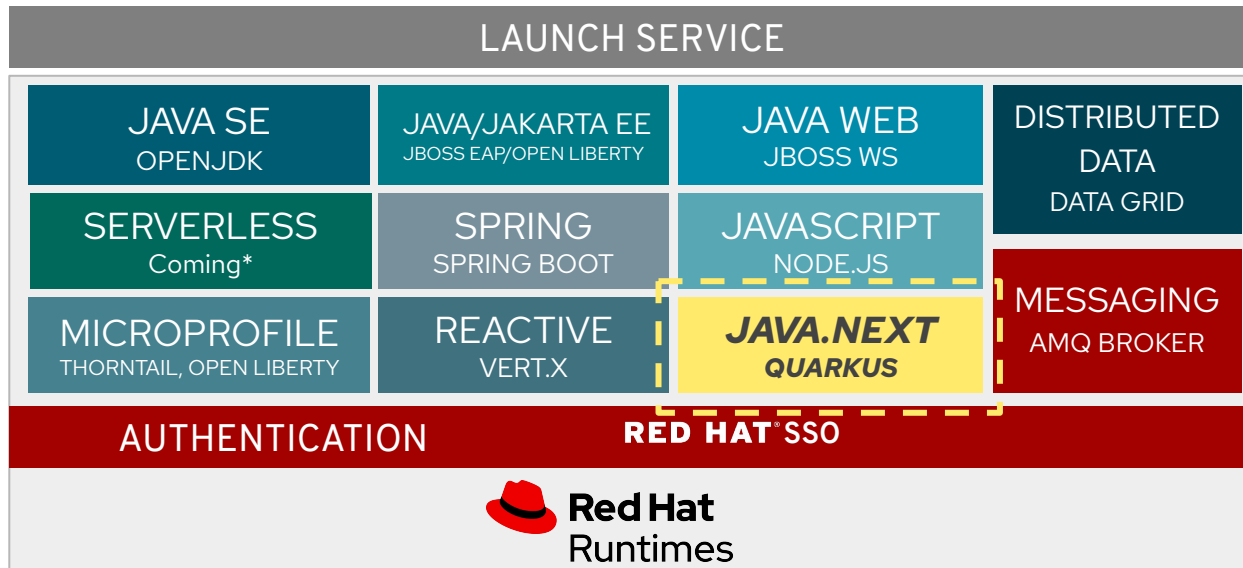 LAUNCH SERVICE
JAVA SE
OPENJDK
JAVA/JAKARTA EE
JBOSS EAP/OPEN LIBERTY
JAVA WEB
JBOSS WS
DISTRIBUTED
DATA
DATA GRID
SERVERLESS
Coming*
SPRING
SPRING BOOT
JAVASCRIPT
NODE.JS
MICROPROFILE
THORNTAIL, OPEN LIBERTY
REACTIVE
VERT.X
JAVA.NEXT
QUARKUS
MESSAGING
AMQ BROKER
AUTHENTICATION
RED HAT® SSO
Red Hat
Runtimes